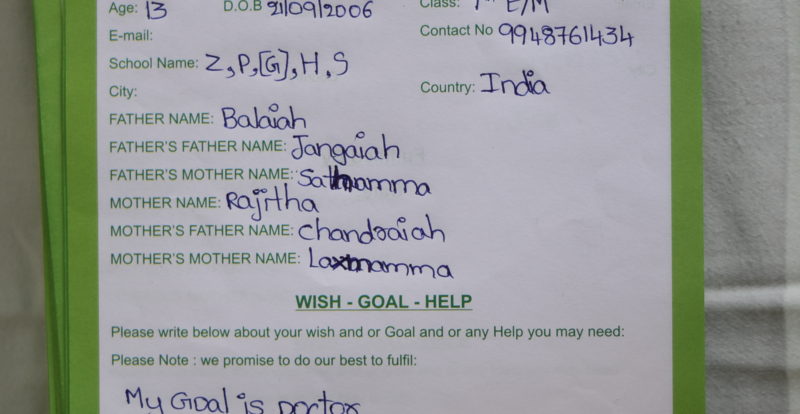 Age: 13 D.O.B 21/09/2006 Class: E/M
E-mail: Contact No 9948761434
School Name: Z,P,[G],H,S
City: Country: India
FATHER NAME: Balaiah
FATHER'S FATHER NAME: Jangaiah
FATHER'S MOTHER NAME: Sathamma
MOTHER NAME: Rajitha
MOTHER'S FATHER NAME: Chandraiah
MOTHER'S MOTHER NAME: Laxmamma
WISH - GOAL - HELP
Please write below about your wish and or Goal and or any Help you may need:
Please Note : we promise to do our best to fulfil:
My Goal is Doctor